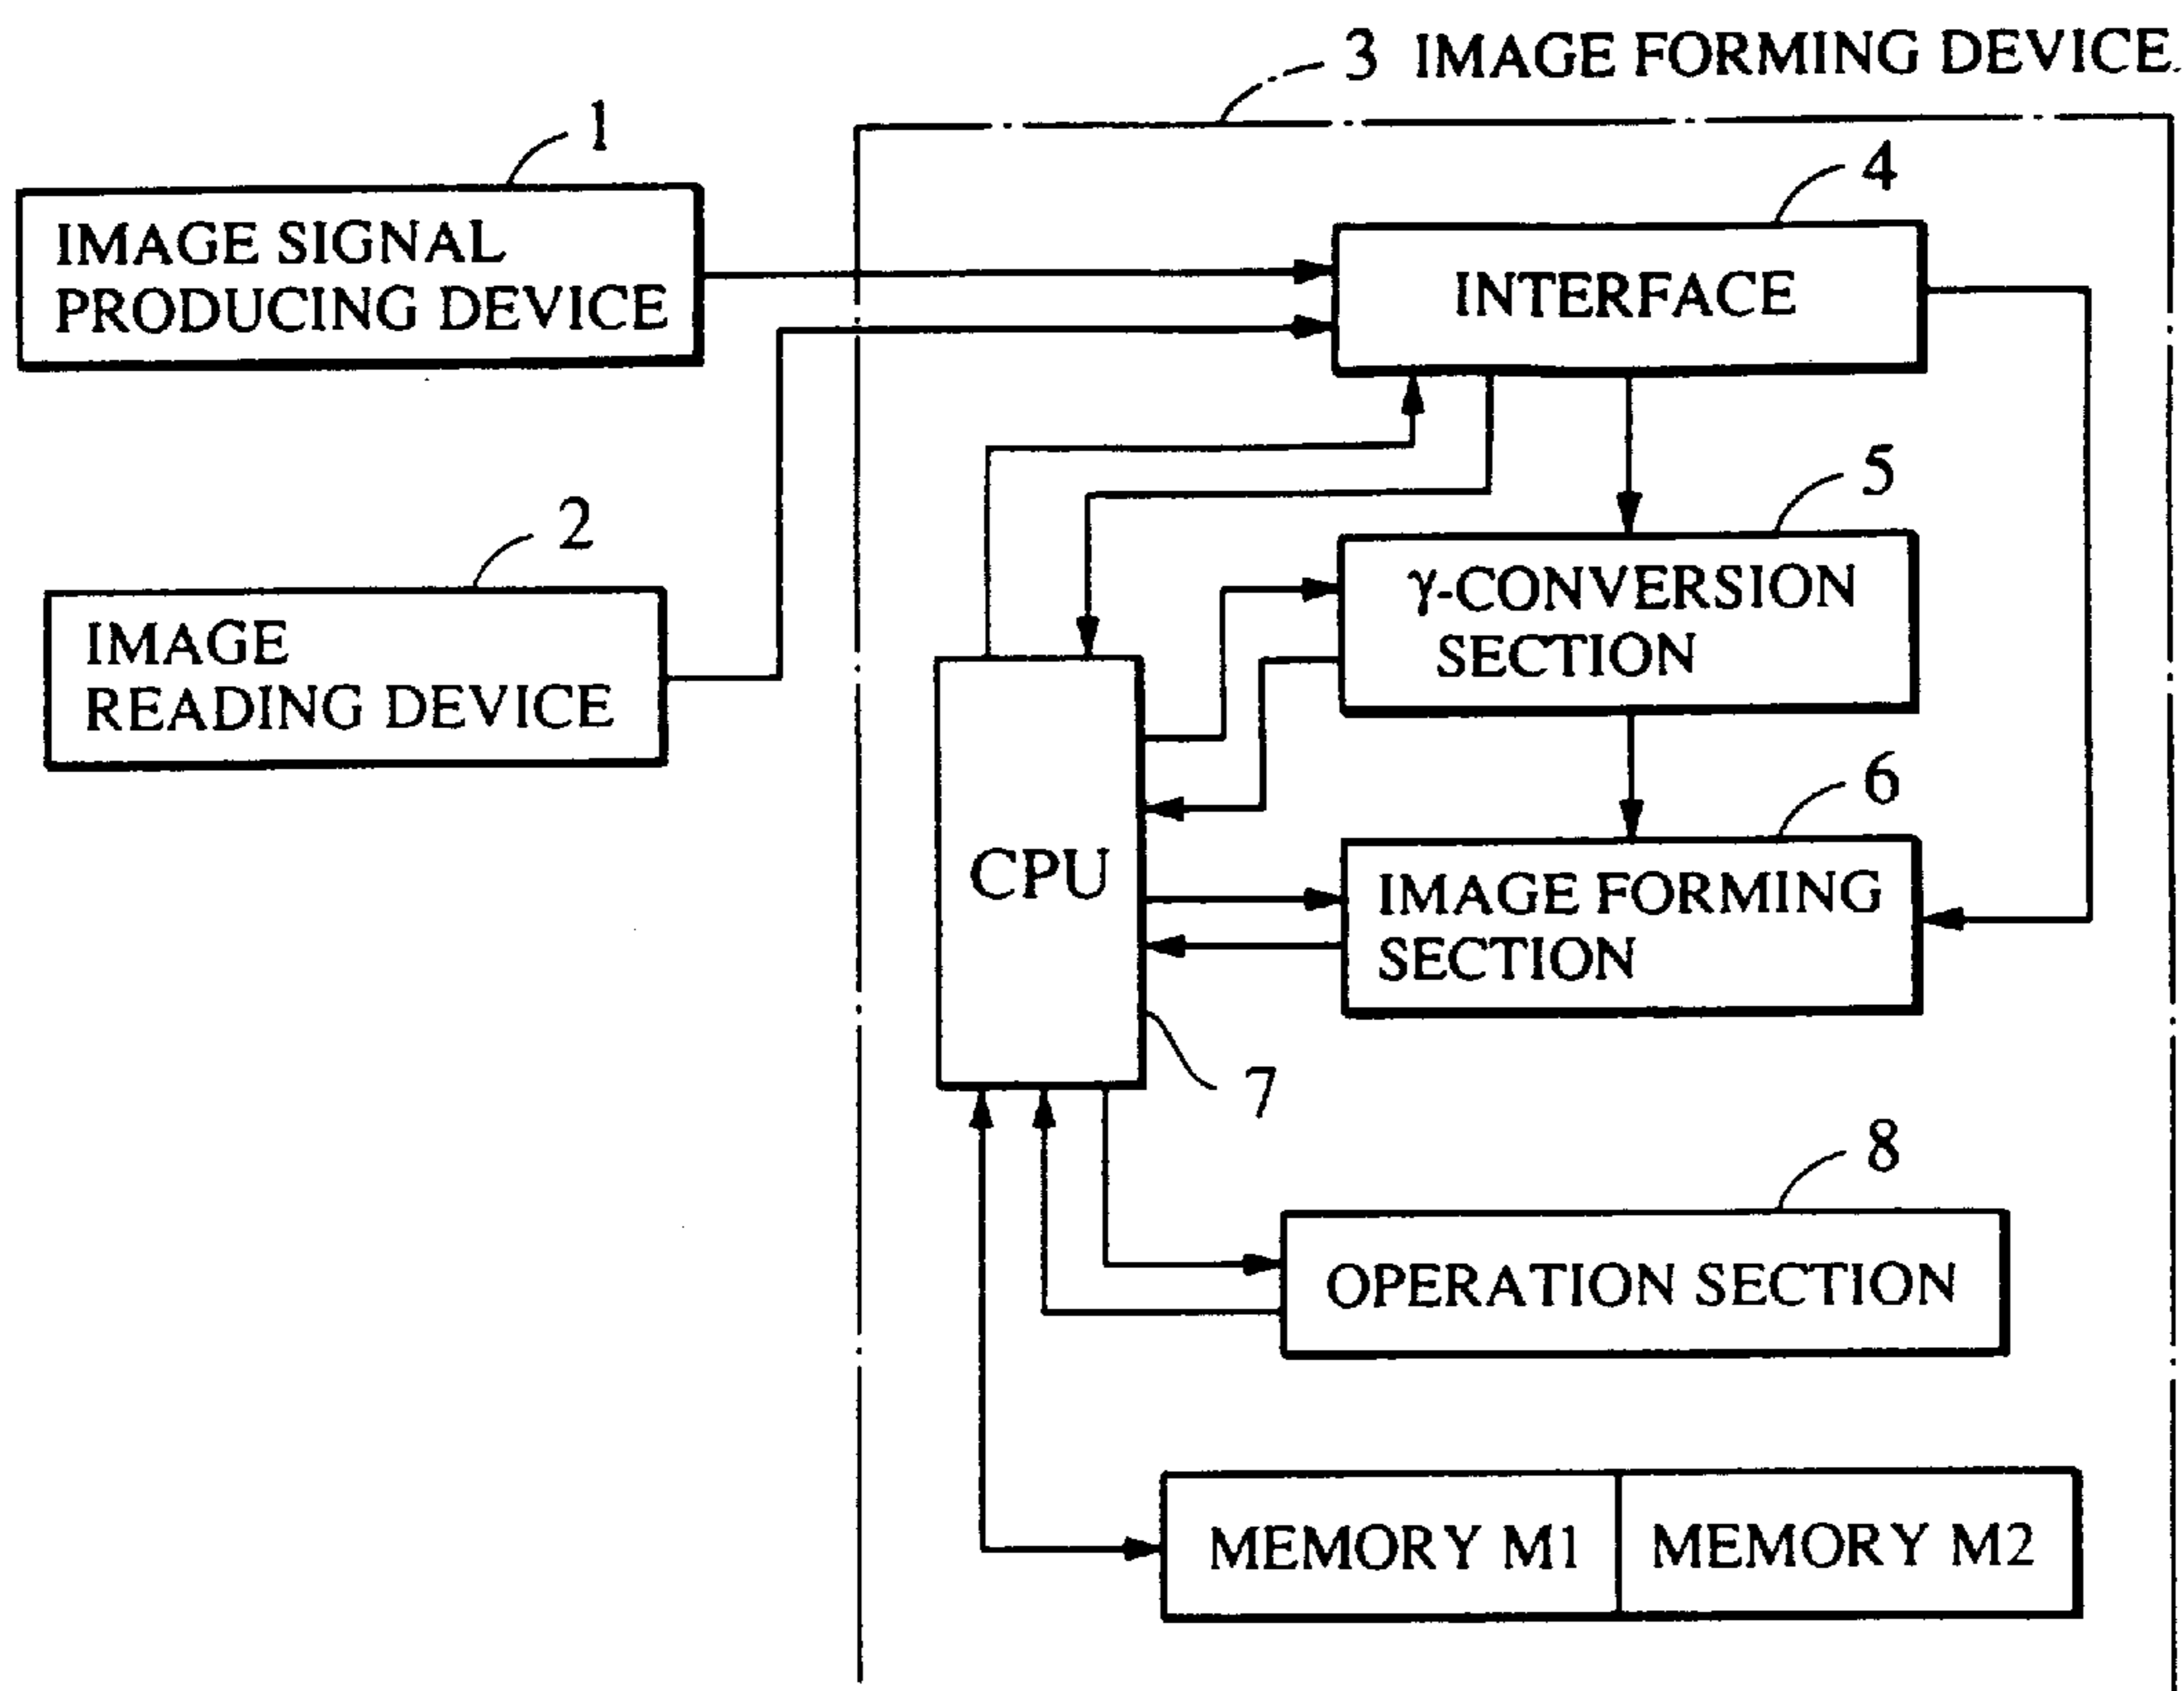 3 IMAGE FORMING DEVICE
1
IMAGE SIGNAL
PRODUCING DEVICE
4
INTERFACE
2
IMAGE
READING DEVICE
5
γ-CONVERSION
SECTION
6
IMAGE FORMING
SECTION
CPU
7
8
OPERATION SECTION
MEMORY M1
MEMORY M2